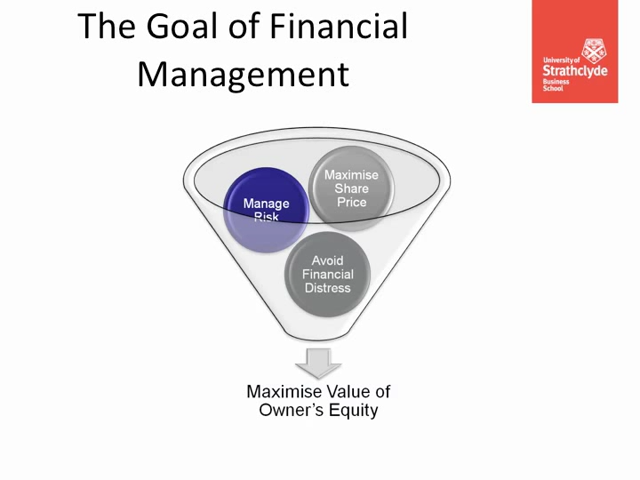 The Goal of Financial
Management
University of
Strathclyde
Business
School
Maximise
Share
Price
Manage
Risk
Avoid
Financial
Distress
Maximise Value of
Owner's Equity